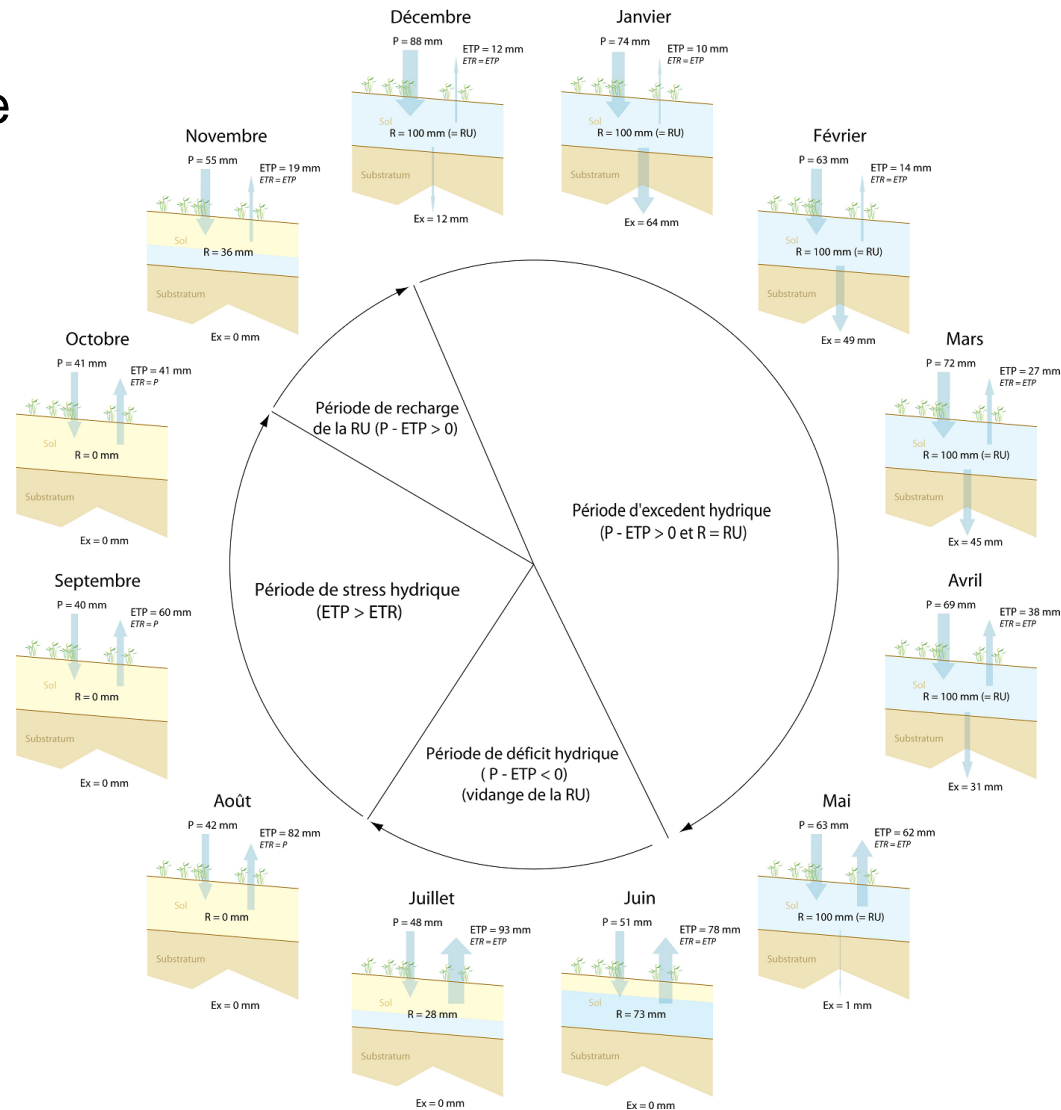 e
Décembre
P = 88 mm
ETP = 12 mm
ETR = ETP
Sol
R = 100 mm (= RU)
Substratum
Ex = 12 mm
Janvier
P = 74 mm
ETP = 10 mm
ETR = ETP
Sol
R = 100 mm (= RU)
Substratum
Ex = 64 mm
Février
P = 63 mm
ETP = 14 mm
ETR = ETP
Sol
R = 100 mm (= RU)
Substratum
Ex = 49 mm
Mars
P = 72 mm
ETP = 27 mm
ETR = ETP
Sol
R = 100 mm (= RU)
Substratum
Ex = 45 mm
Avril
P = 69 mm
ETP = 38 mm
ETR = ETP
Sol
R = 100 mm (= RU)
Substratum
Ex = 31 mm
Mai
P = 63 mm
ETP = 62 mm
ETR = ETP
Sol
R = 100 mm (= RU)
Substratum
Ex = 1 mm
Juin
P = 51 mm
ETP = 78 mm
ETR = ETP
Sol
R = 73 mm
Substratum
Ex = 0 mm
Juillet
P = 48 mm
ETP = 93 mm
ETR = ETP
Sol
R = 28 mm
Substratum
Ex = 0 mm
Août
P = 42 mm
ETP = 82 mm
ETR = P
Sol
R = 0 mm
Substratum
Ex = 0 mm
Septembre
P = 40 mm
ETP = 60 mm
ETR = P
Sol
R = 0 mm
Substratum
Ex = 0 mm
Octobre
P = 41 mm
ETP = 41 mm
ETR = P
Sol
R = 0 mm
Substratum
Ex = 0 mm
Novembre
P = 55 mm
ETP = 19 mm
ETR = ETP
Sol
R = 36 mm
Substratum
Ex = 0 mm
Période de recharge
de la RU (P - ETP > 0)
Période d'excedent hydrique
(P - ETP > 0 et R = RU)
Période de stress hydrique
(ETP > ETR)
Période de déficit hydrique
( P - ETP < 0)
(vidange de la RU)